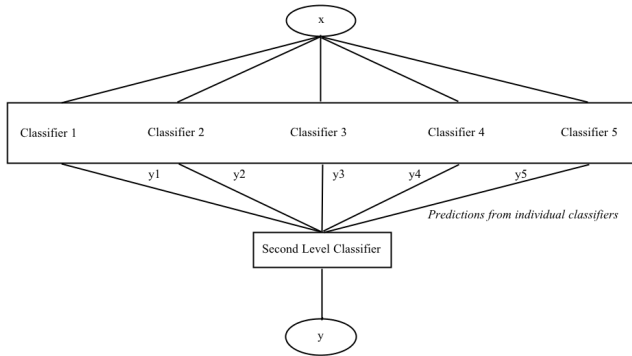 x
Classifier 1
Classifier 2
Classifier 3
Classifier 4
Classifier 5
y1
y2
y3
y4
y5
Predictions from individual classifiers
Second Level Classifier
y